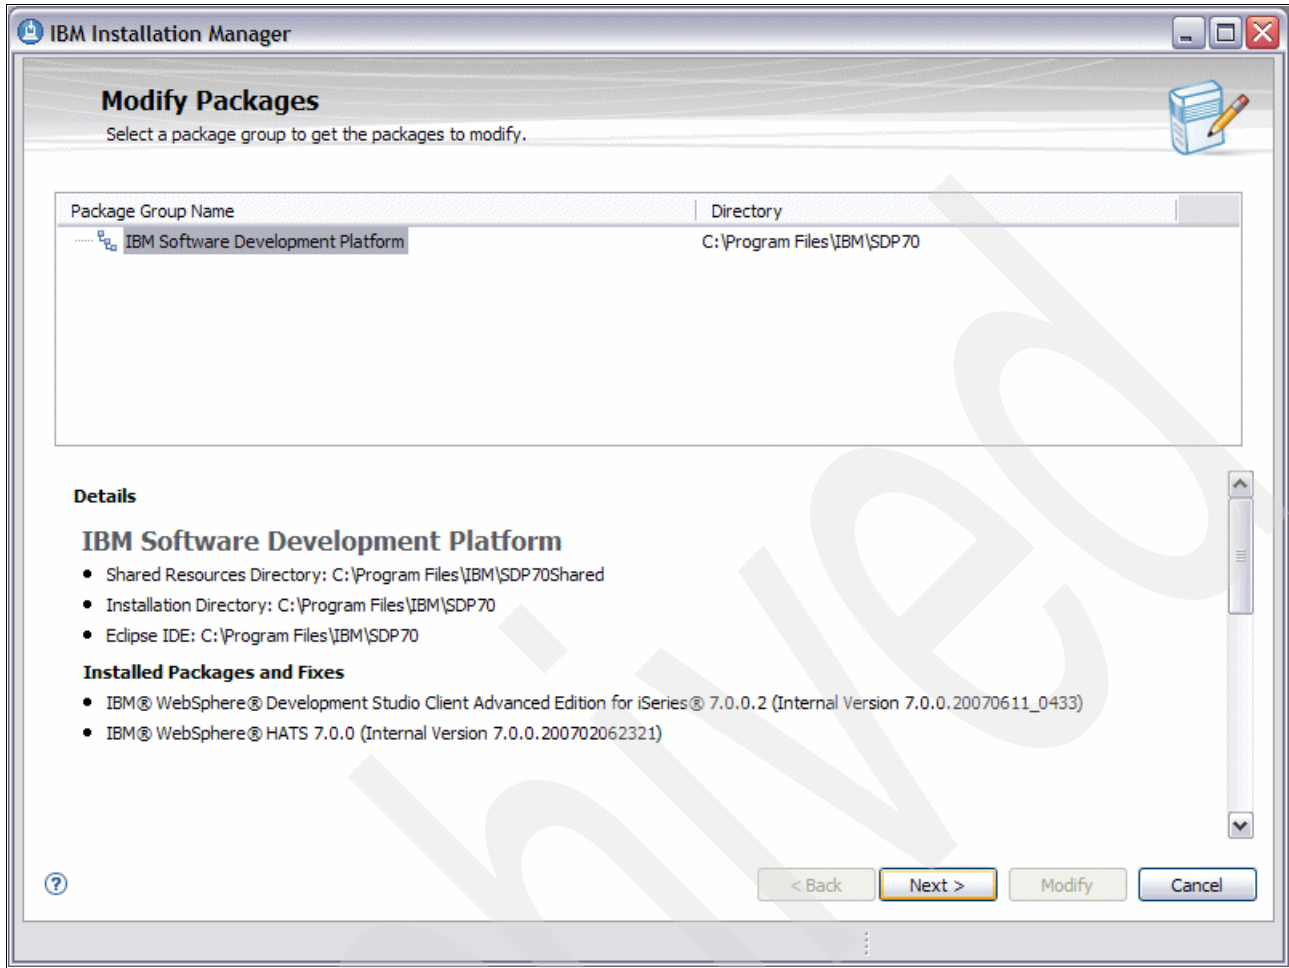 IBM Installation Manager
Modify Packages
Select a package group to get the packages to modify.
Package Group Name Directory
IBM Software Development Platform C:\Program Files\IBM\SDP70
Details
IBM Software Development Platform
• Shared Resources Directory: C:\Program Files\IBM\SDP70Shared
• Installation Directory: C:\Program Files\IBM\SDP70
• Eclipse IDE: C:\Program Files\IBM\SDP70
Installed Packages and Fixes
• IBM® WebSphere® Development Studio Client Advanced Edition for iSeries® 7.0.0.2 (Internal Version 7.0.0.20070611_0433)
• IBM® WebSphere® HATS 7.0.0 (Internal Version 7.0.0.200702062321)
? < Back Next > Modify Cancel
hived